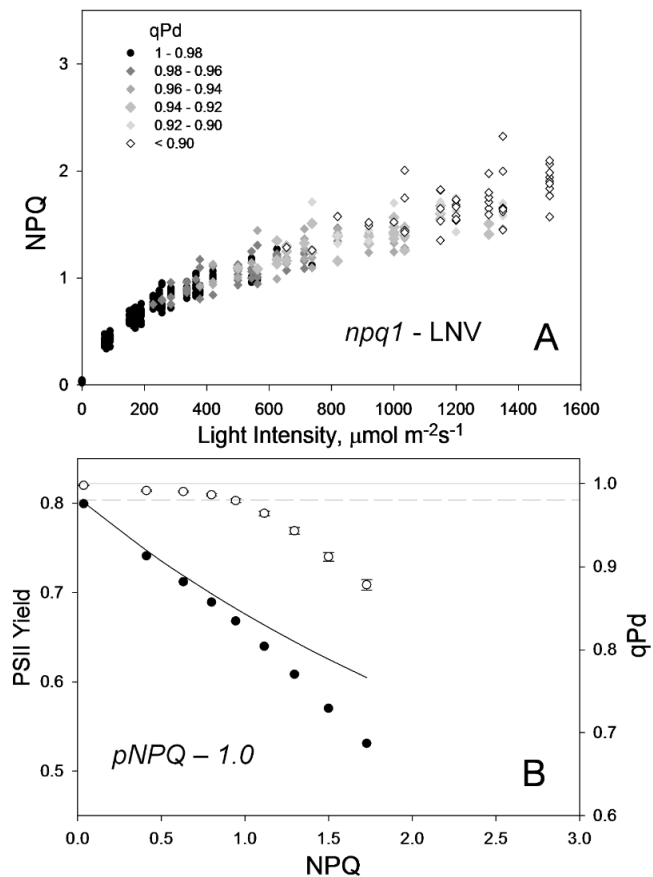 A
qPd
1 - 0.98
0.98 - 0.96
0.96 - 0.94
0.94 - 0.92
0.92 - 0.90
< 0.90
NPQ
3
2
1
0
npq1 - LNV
0 200 400 600 800 1000 1200 1400 1600
Light Intensity, µmol m⁻²s⁻¹
B
PSII Yield
0.8
0.7
0.6
0.5
1.0
0.9
0.8
0.7
0.6
qPd
pNPQ – 1.0
0.0 0.5 1.0 1.5 2.0 2.5 3.0
NPQ